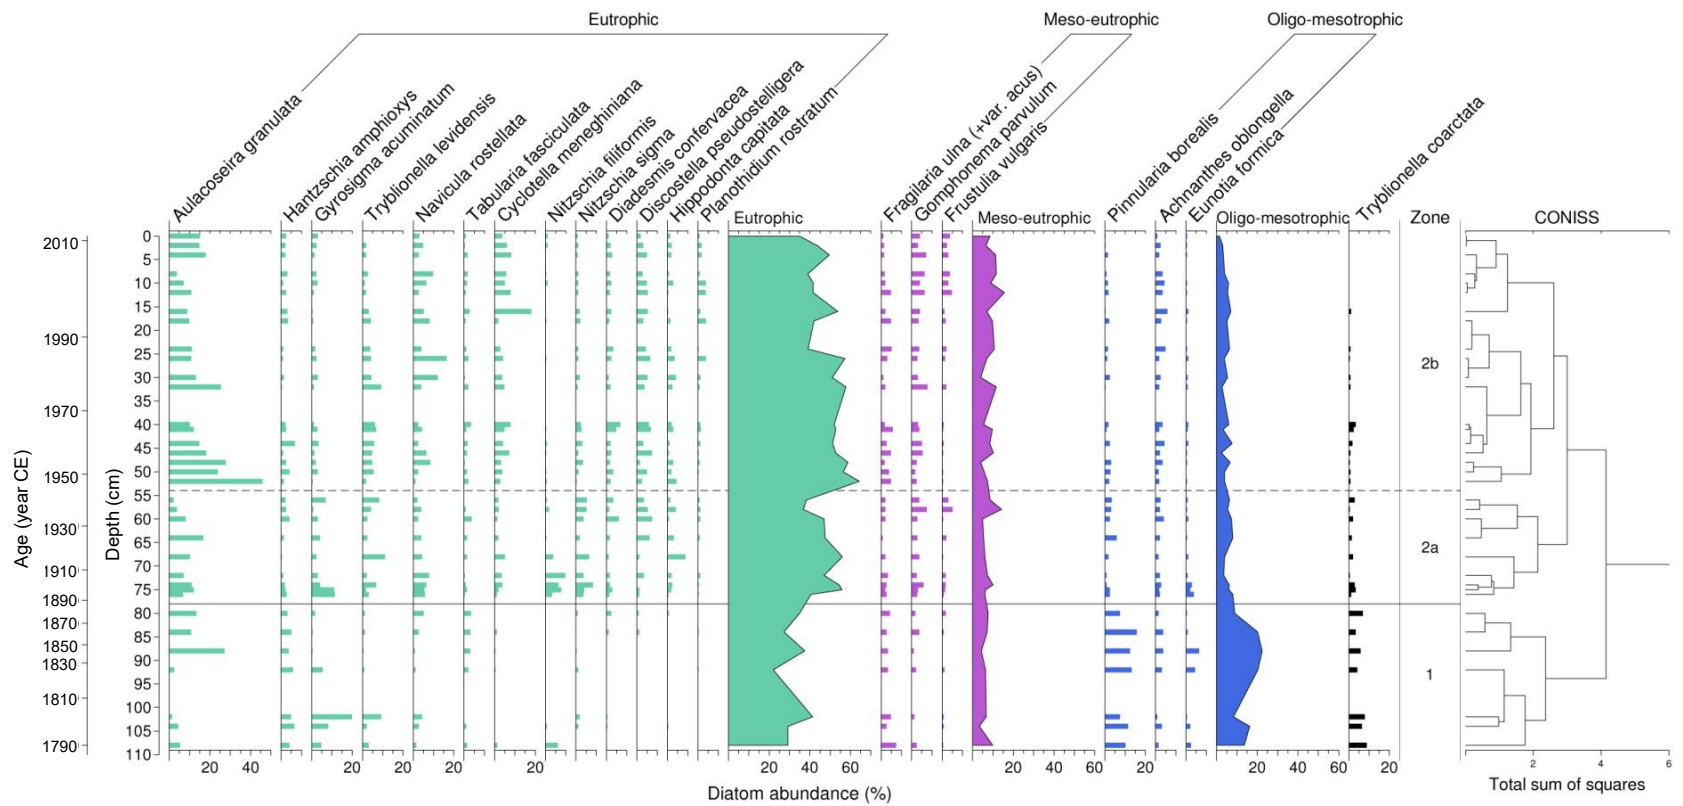 Eutrophic Meso-eutrophic Oligo-mesotrophic
Aulacoseira granulata
Hantzschia amphioxys
Gyrosigma acuminatum
Tryblionella levidensis
Navicula rostellata
Tabularia fasciculata
Cyclotella meneghiniana
Nitzschia filiformis
Nitzschia sigma
Diadesmis confervacea
Discostella pseudostelligera
Hippodonta capitata
Planothidium rostratum
Fragilaria ulna (+var. acus)
Gomphonema parvulum
Frustulia vulgaris
Pinnularia borealis
Achnanthes oblongella
Eunotia formica
Tryblionella coarctata
Eutrophic Meso-eutrophic Oligo-mesotrophic Zone CONISS
Age (year CE)
2010
1990
1970
1950
1930
1910
1890
1870
1850
1830
1810
1790
Depth (cm)
0
5
10
15
20
25
30
35
40
45
50
55
60
65
70
75
80
85
90
95
100
105
110
2b
2a
1
20 40 20 20 20 20 20 40 60 20 40 60 20 20 40 60 20 2 4 6
Diatom abundance (%)
Total sum of squares